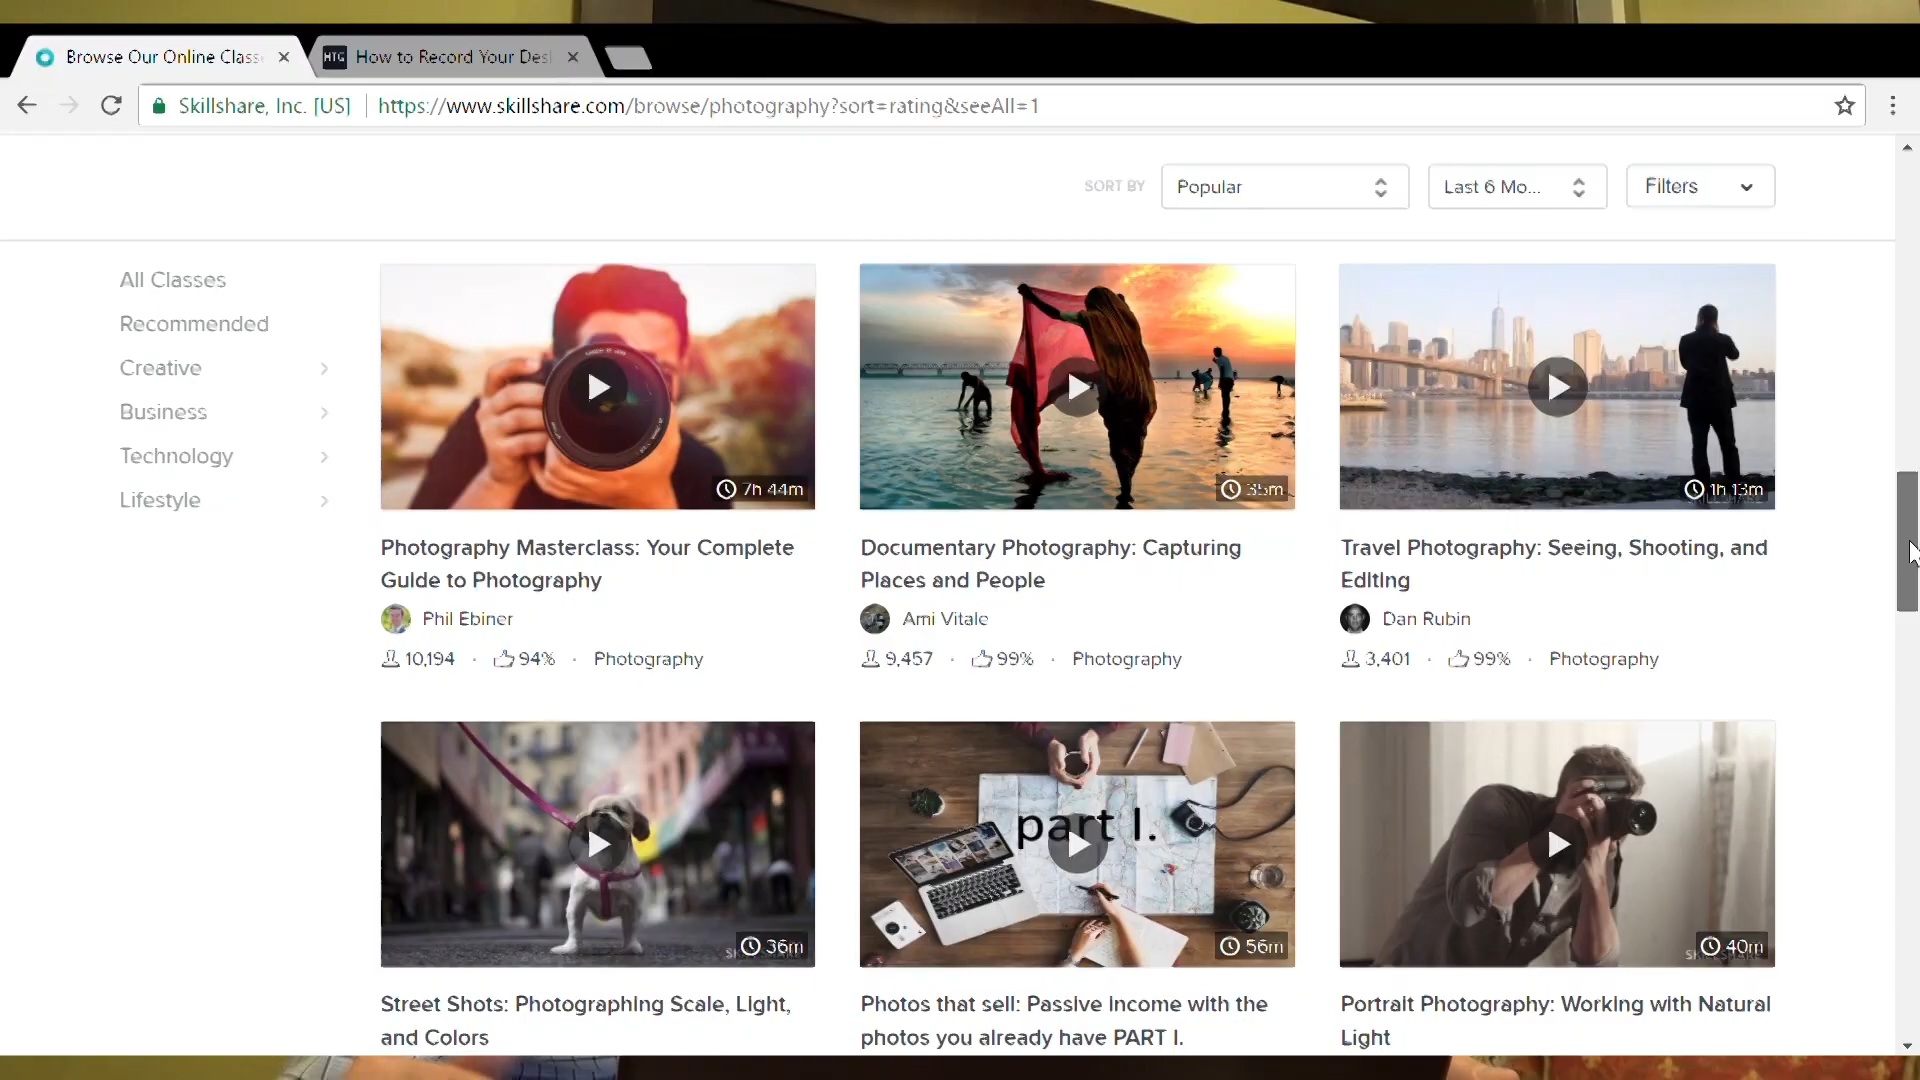 Browse Our Online Class
HTG How to Record Your Des
Skillshare, Inc. [US] https://www.skillshare.com/browse/photography?sort=rating&seeAll=1
SORT BY Popular Last 6 Mo... Filters
All Classes
Recommended
Creative
Business
Technology
Lifestyle
7h 44m
35m
1h 13m
Photography Masterclass: Your Complete
Guide to Photography
Phil Ebiner
10,194 · 94% · Photography
Documentary Photography: Capturing
Places and People
Ami Vitale
9,457 · 99% · Photography
Travel Photography: Seeing, Shooting, and
Editing
Dan Rubin
3,401 · 99% · Photography
36m
part I.
56m
40m
Street Shots: Photographing Scale, Light,
and Colors
Photos that sell: Passive income with the
photos you already have PART I.
Portrait Photography: Working with Natural
Light